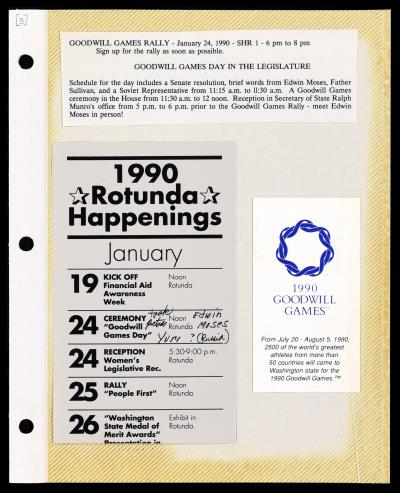 [B]
GOODWILL GAMES RALLY - January 24, 1990 - SHR 1 - 6 pm to 8 pm
Sign up for the rally as soon as possible.
GOODWILL GAMES DAY IN THE LEGISLATURE
Schedule for the day includes a Senate resolution, brief words from Edwin Moses, Father
Sullivan, and a Soviet Representative from 11:15 a.m. to 11:30 a.m. A Goodwill Games
ceremony in the House from 11:30 a.m. to 12 noon. Reception in Secretary of State Ralph
Munro's office from 5 p.m. to 6 p.m. prior to the Goodwill Games Rally - meet Edwin
Moses in person!
1990
☆Rotunda☆
Happenings
January
19 KICK OFF Noon
Financial Aid Rotunda
Awareness
Week
24 CEREMONY took Noon Edwin
"Goodwill Rotunda Moses
Games Day" Yuri ? (Russia)
24 RECEPTION 5:30-9:00 p.m.
Women's Rotunda
Legislative Rec.
25 RALLY Noon
"People First" Rotunda
26 "Washington Exhibit in
State Medal of Rotunda.
Merit Awards"
Presentation in
1990
GOODWILL
GAMES™
From July 20 - August 5, 1990,
2500 of the world's greatest
athletes from more than
50 countries will come to
Washington state for the
1990 Goodwill Games.™